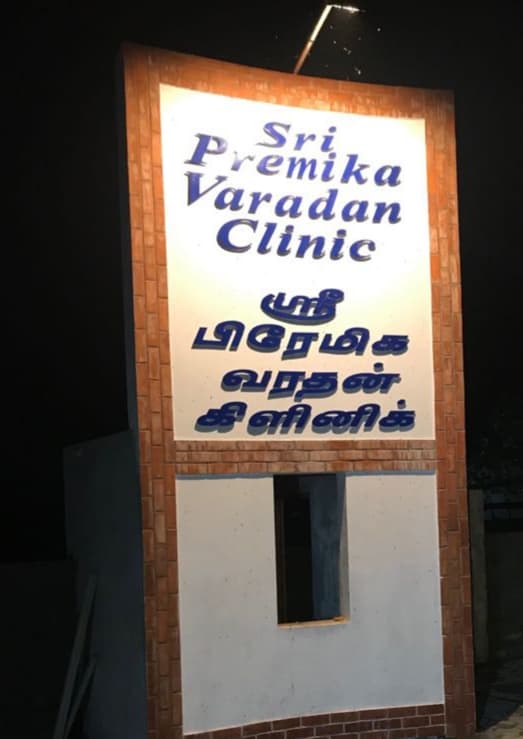 Sri
Premika
Varadan
Clinic
ஸ்ரீ
பிரேமிக
வரதன்
கிளினிக்